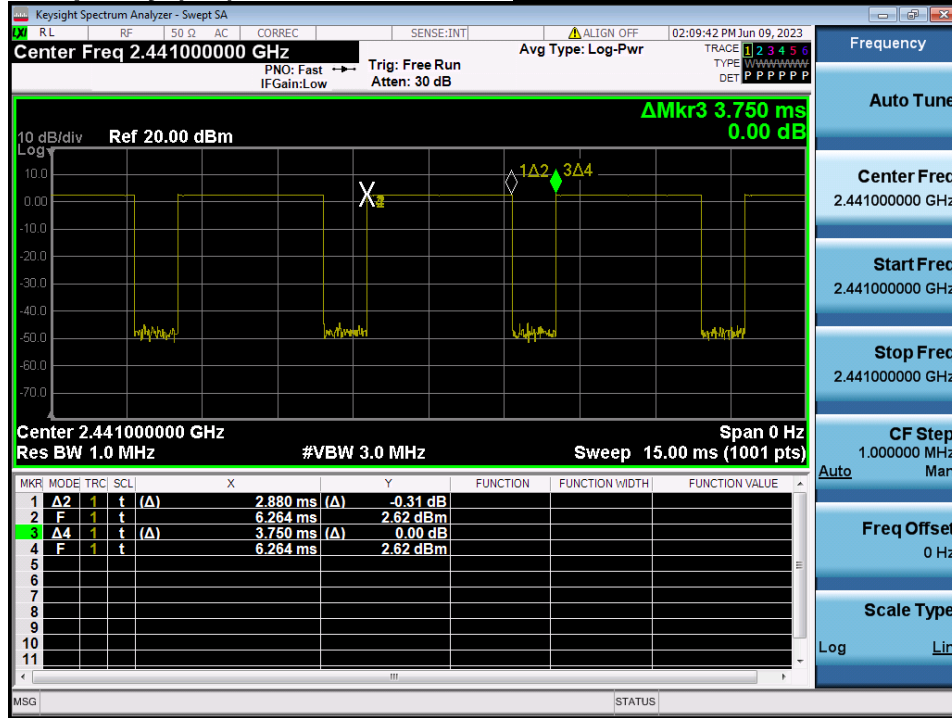 Keysight Spectrum Analyzer - Swept SA
LXI RL RF 50 Ω AC CORREC SENSE:INT ALIGN OFF 02:09:42 PM Jun 09, 2023
Center Freq 2.441000000 GHz Avg Type: Log-Pwr TRACE 1 2 3 4 5 6
PNO: Fast Trig: Free Run TYPE WWWWWW
IFGain:Low Atten: 30 dB DET P P P P P P
ΔMkr3 3.750 ms
0.00 dB
10 dB/div Ref 20.00 dBm
Log
10.0
0.00
-10.0
-20.0
-30.0
-40.0
-50.0
-60.0
-70.0
X
1Δ2 3Δ4
Center 2.441000000 GHz Span 0 Hz
Res BW 1.0 MHz #VBW 3.0 MHz Sweep 15.00 ms (1001 pts)
MKR MODE TRC SCL X Y FUNCTION FUNCTION WIDTH FUNCTION VALUE
1 Δ2 1 t (Δ) 2.880 ms (Δ) -0.31 dB
2 F 1 t 6.264 ms 2.62 dBm
3 Δ4 1 t (Δ) 3.750 ms (Δ) 0.00 dB
4 F 1 t 6.264 ms 2.62 dBm
5
6
7
8
9
10
11
MSG STATUS
Frequency
Auto Tune
Center Freq
2.441000000 GHz
Start Freq
2.441000000 GHz
Stop Freq
2.441000000 GHz
CF Step
1.000000 MHz
Auto Man
Freq Offset
0 Hz
Scale Type
Log Lin